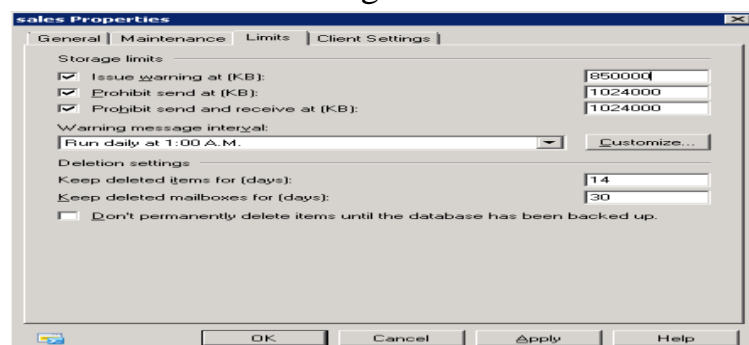 sales Properties
General Maintenance Limits Client Settings
Storage limits
Issue warning at (KB): 850000
Prohibit send at (KB): 1024000
Prohibit send and receive at (KB): 1024000
Warning message interval:
Run daily at 1:00 A.M. Customize...
Deletion settings
Keep deleted items for (days): 14
Keep deleted mailboxes for (days): 30
Don't permanently delete items until the database has been backed up.
OK Cancel Apply Help